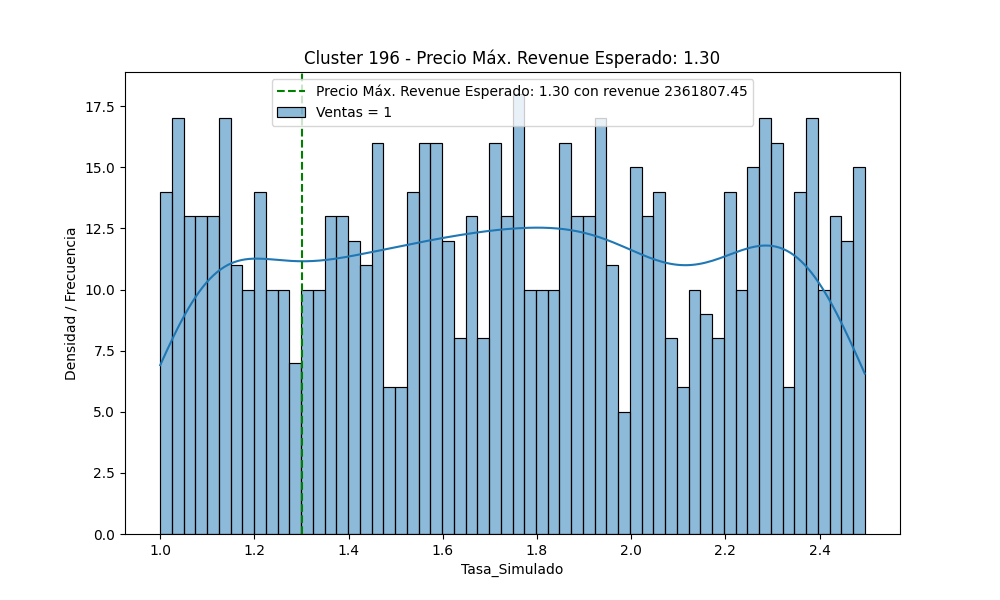 Cluster 196 - Precio Máx. Revenue Esperado: 1.30
Precio Máx. Revenue Esperado: 1.30 con revenue 2361807.45
Ventas = 1
17.5
15.0
12.5
10.0
7.5
5.0
2.5
0.0
Densidad / Frecuencia
1.0 1.2 1.4 1.6 1.8 2.0 2.2 2.4
Tasa_Simulado